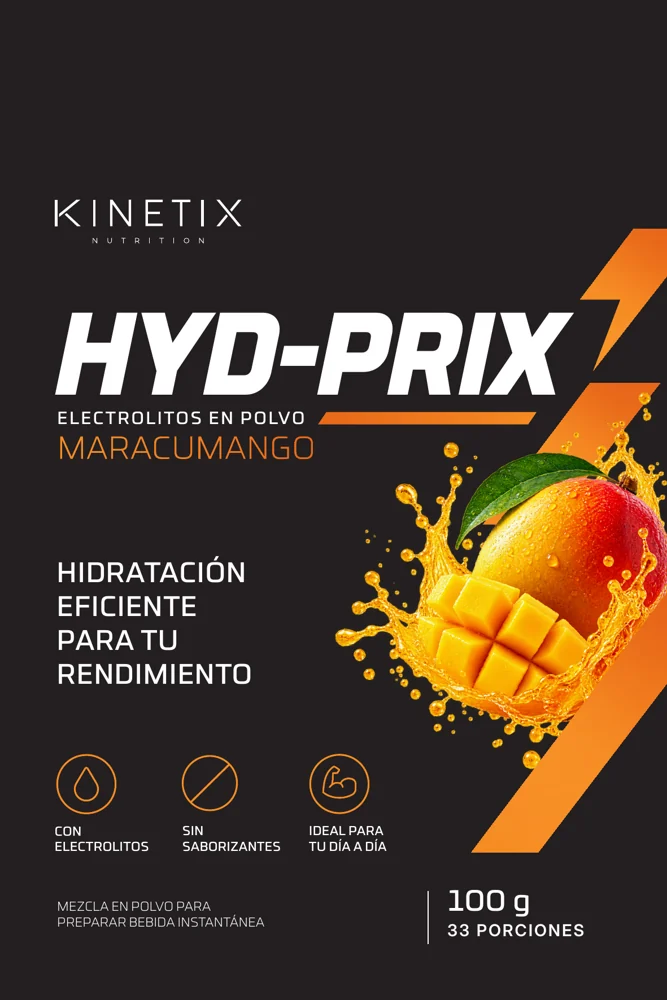 KINETIX
NUTRITION
HYD-PRIX
ELECTROLITOS EN POLVO
MARACUMANGO
HIDRATACIÓN
EFICIENTE
PARA TU
RENDIMIENTO
CON
ELECTROLITOS
SIN
SABORIZANTES
IDEAL PARA
TU DÍA A DÍA
MEZCLA EN POLVO PARA
PREPARAR BEBIDA INSTANTÁNEA
100 g
33 PORCIONES